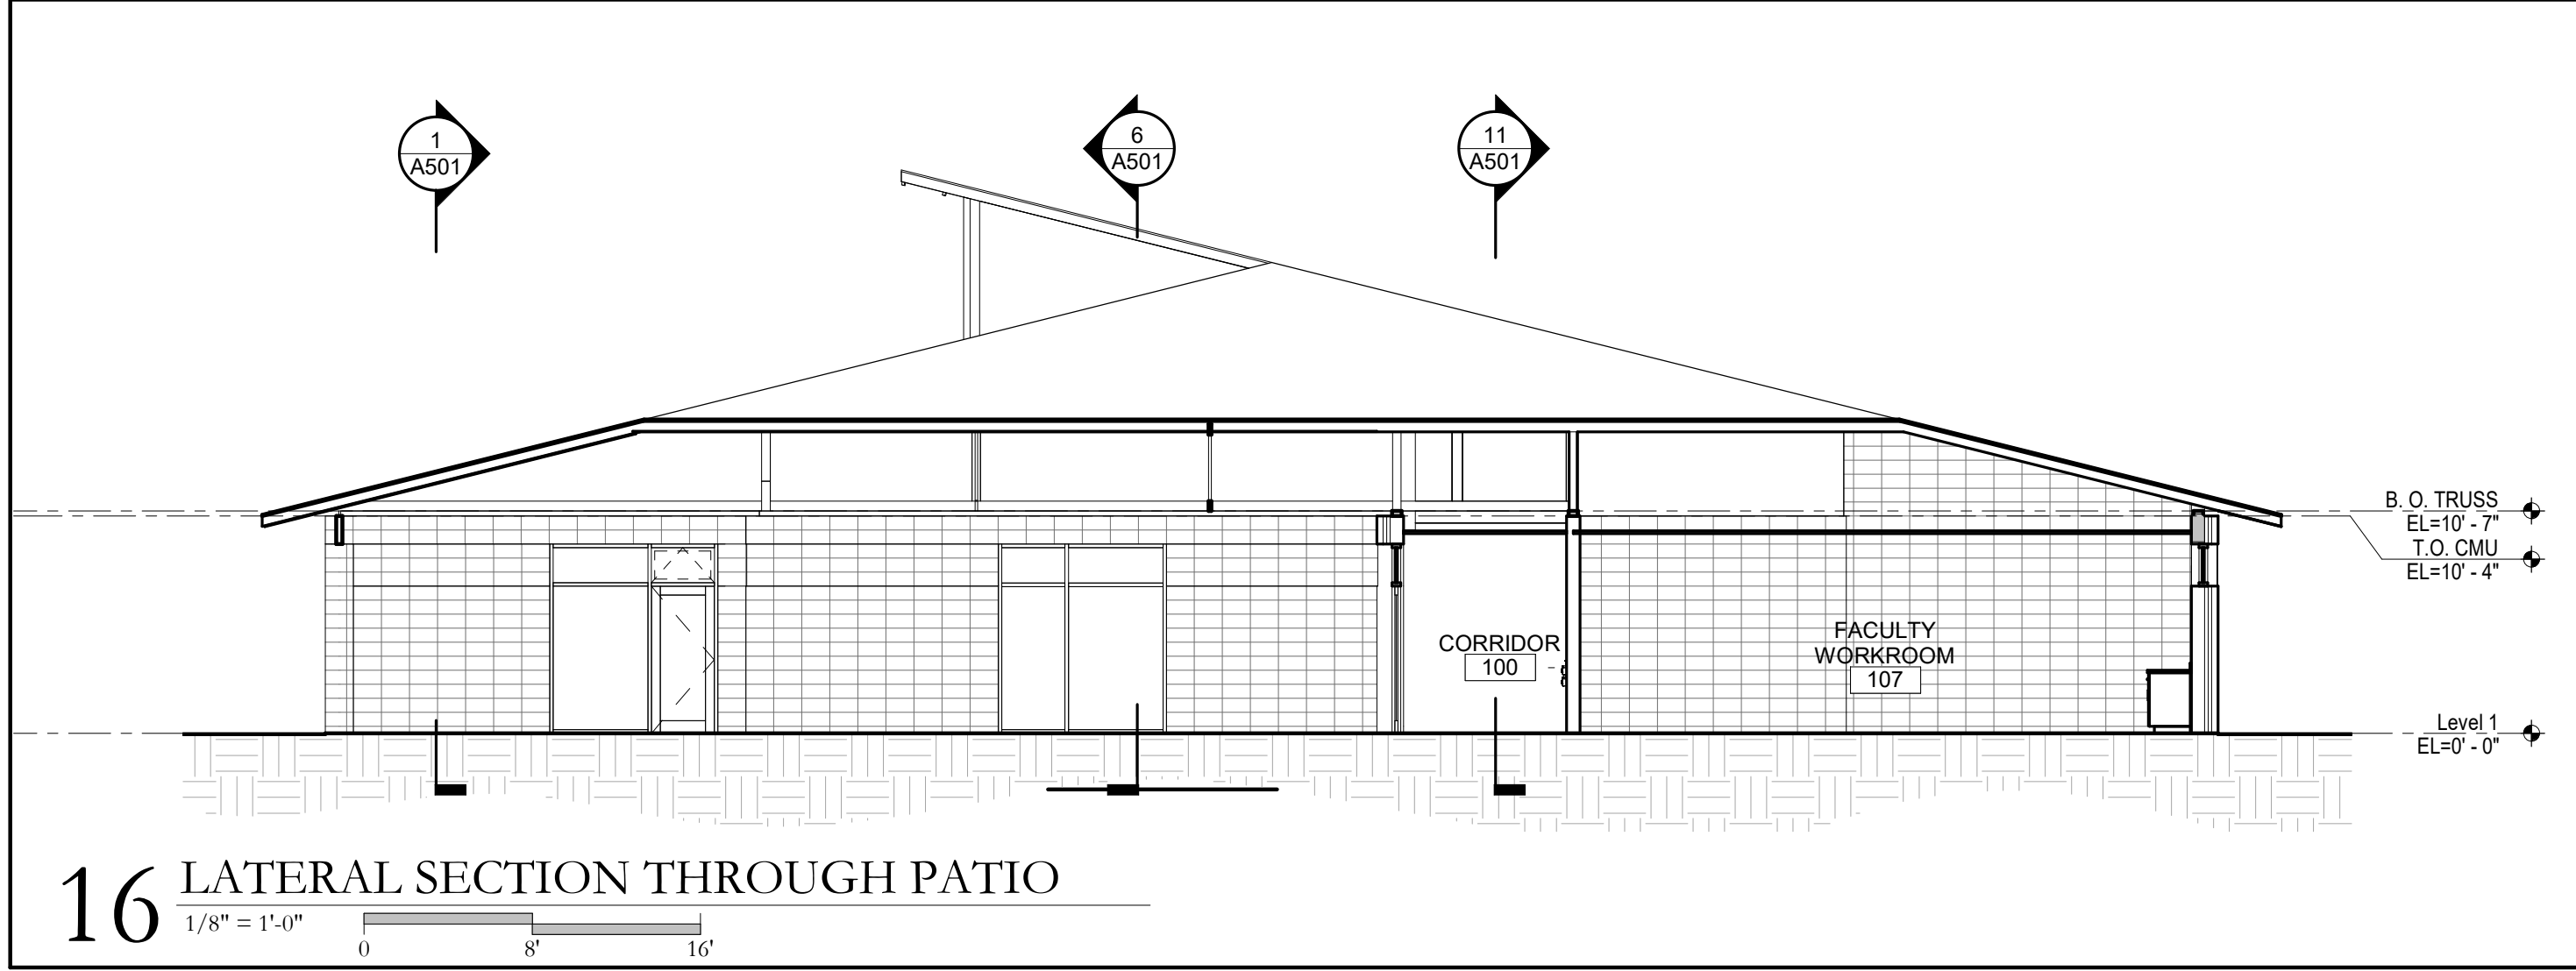 1
A501
6
A501
11
A501
B. O. TRUSS
EL=10' - 7"
T.O. CMU
EL=10' - 4"
CORRIDOR
100
FACULTY
WORKROOM
107
Level 1
EL=0' - 0"
16 LATERAL SECTION THROUGH PATIO
1/8" = 1'-0"
0 8' 16'